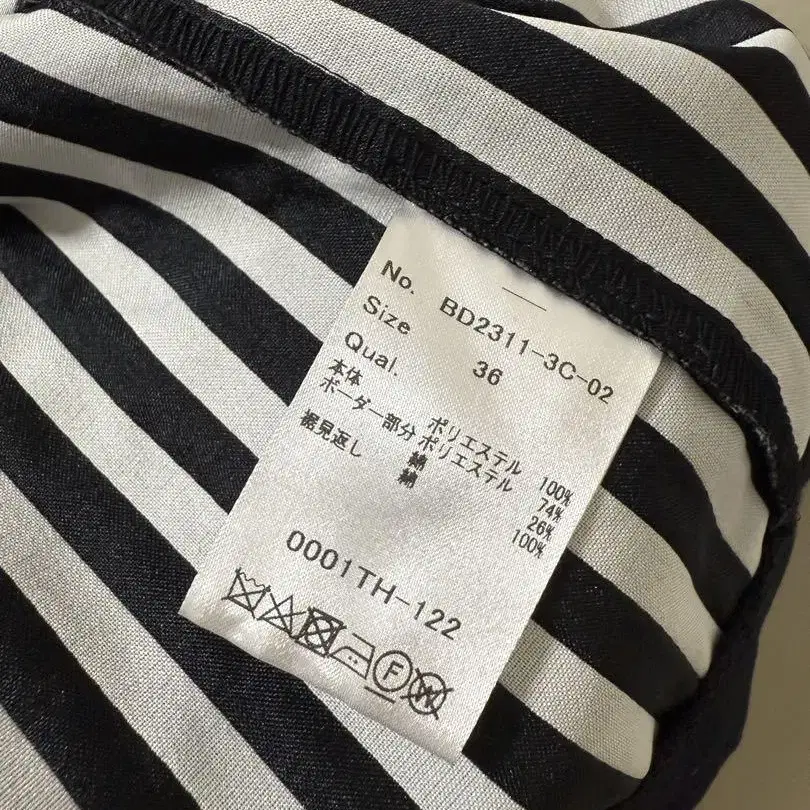 No. BD2311-3C-02
Size 36
Qual.
本体 ポリエステル 100%
ボーダー部分 ポリエステル 74%
綿 26%
裾見返し 綿 100%
0001TH-122
F
W